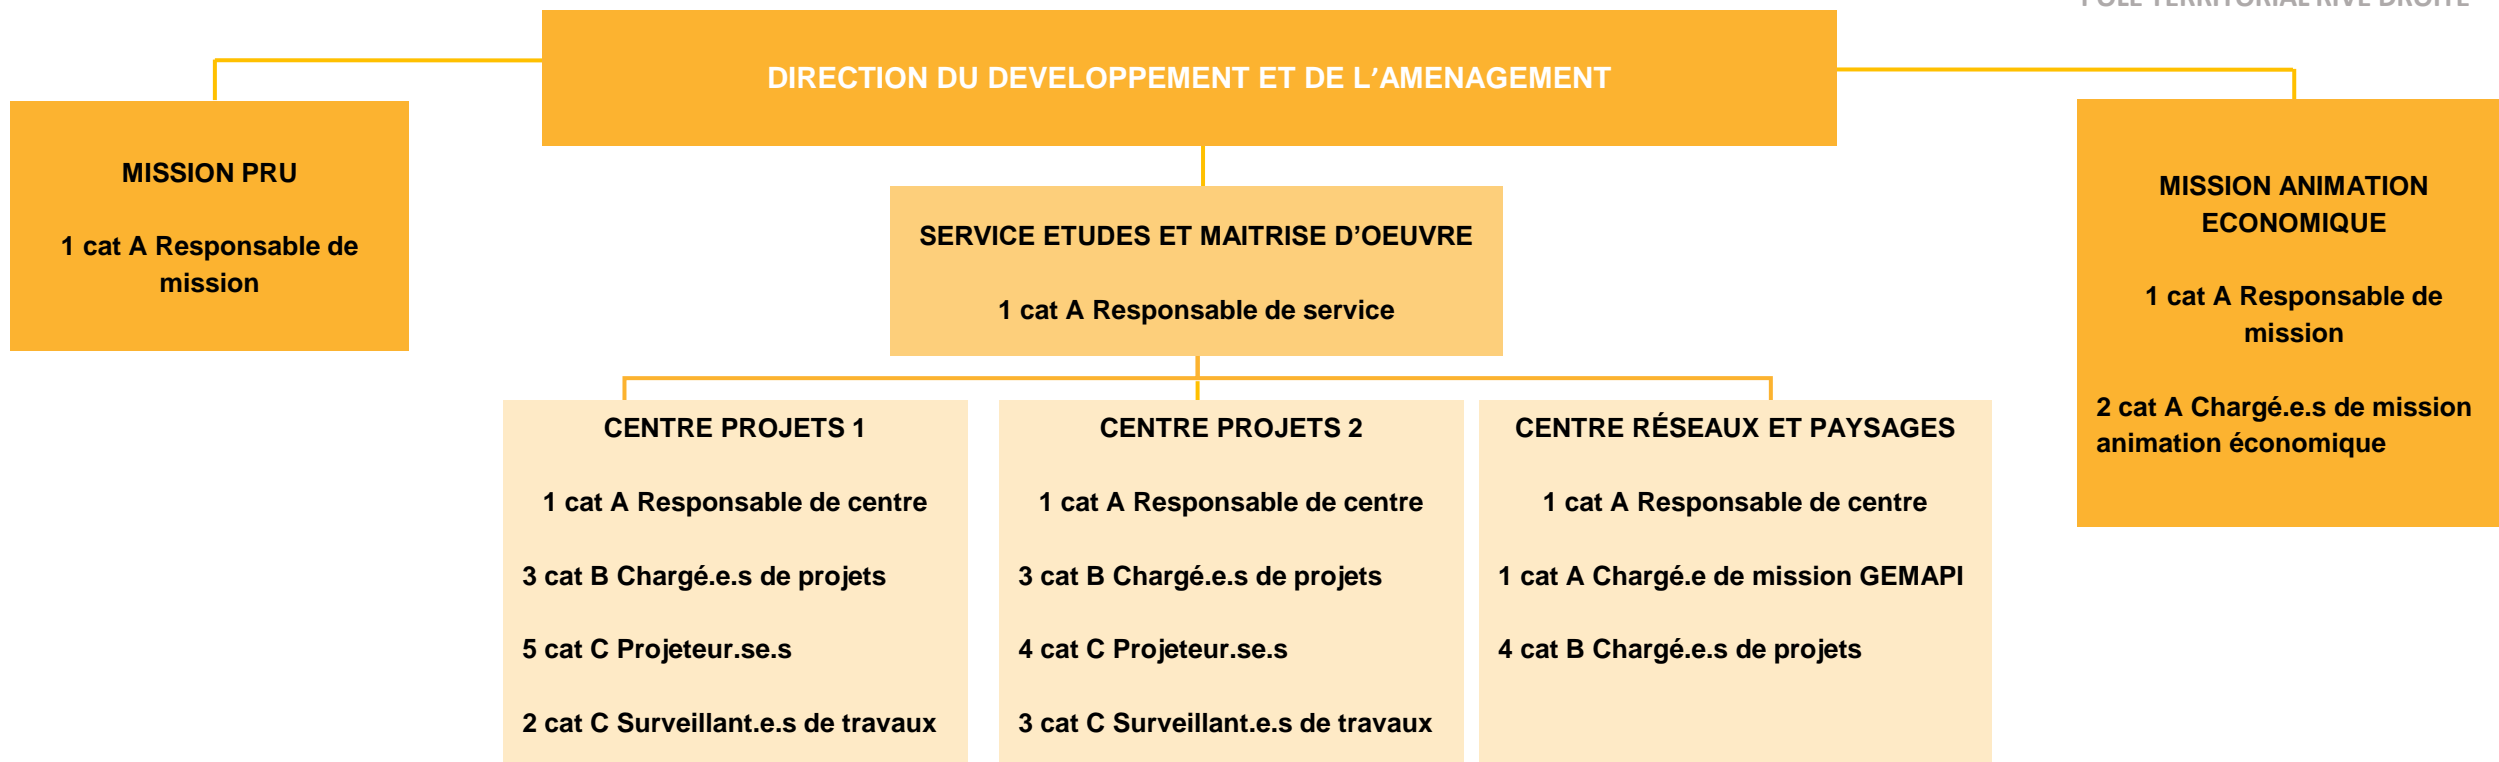 POLE TERRITORIAL RIVE DROITE
DIRECTION DU DEVELOPPEMENT ET DE L’AMENAGEMENT
MISSION PRU
1 cat A Responsable de
mission
SERVICE ETUDES ET MAITRISE D’OEUVRE
1 cat A Responsable de service
MISSION ANIMATION
ECONOMIQUE
1 cat A Responsable de
mission
2 cat A Chargé.e.s de mission
animation économique
CENTRE PROJETS 1
1 cat A Responsable de centre
3 cat B Chargé.e.s de projets
5 cat C Projeteur.se.s
2 cat C Surveillant.e.s de travaux
CENTRE PROJETS 2
1 cat A Responsable de centre
3 cat B Chargé.e.s de projets
4 cat C Projeteur.se.s
3 cat C Surveillant.e.s de travaux
CENTRE RÉSEAUX ET PAYSAGES
1 cat A Responsable de centre
1 cat A Chargé.e de mission GEMAPI
4 cat B Chargé.e.s de projets